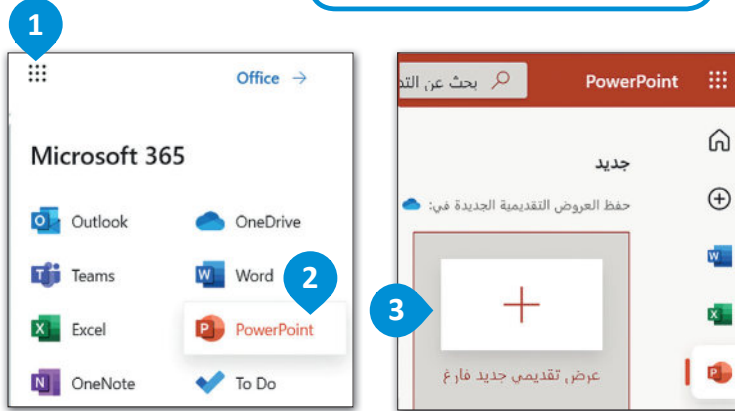 1
Office →
Microsoft 365
Outlook
OneDrive
Teams
Word
2
Excel
PowerPoint
OneNote
To Do
PowerPoint
بحث عن التد
جديد
حفظ العروض التقديمية الجديدة في:
3
عرض تقديمي جديد فارغ